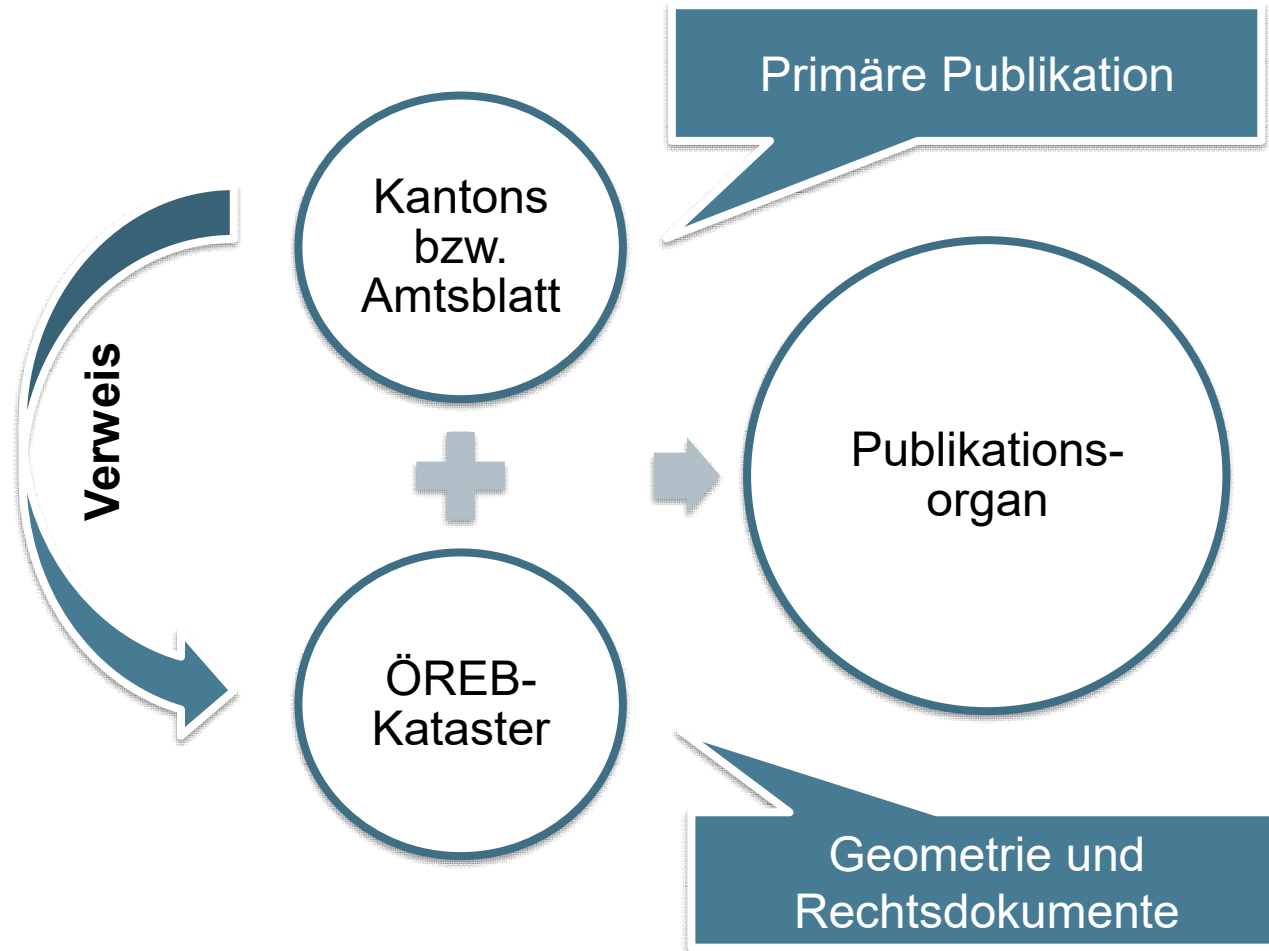 Primäre Publikation
Kantons
bzw.
Amtsblatt
Verweis
Publikations-
organ
ÖREB-
Kataster
Geometrie und
Rechtsdokumente